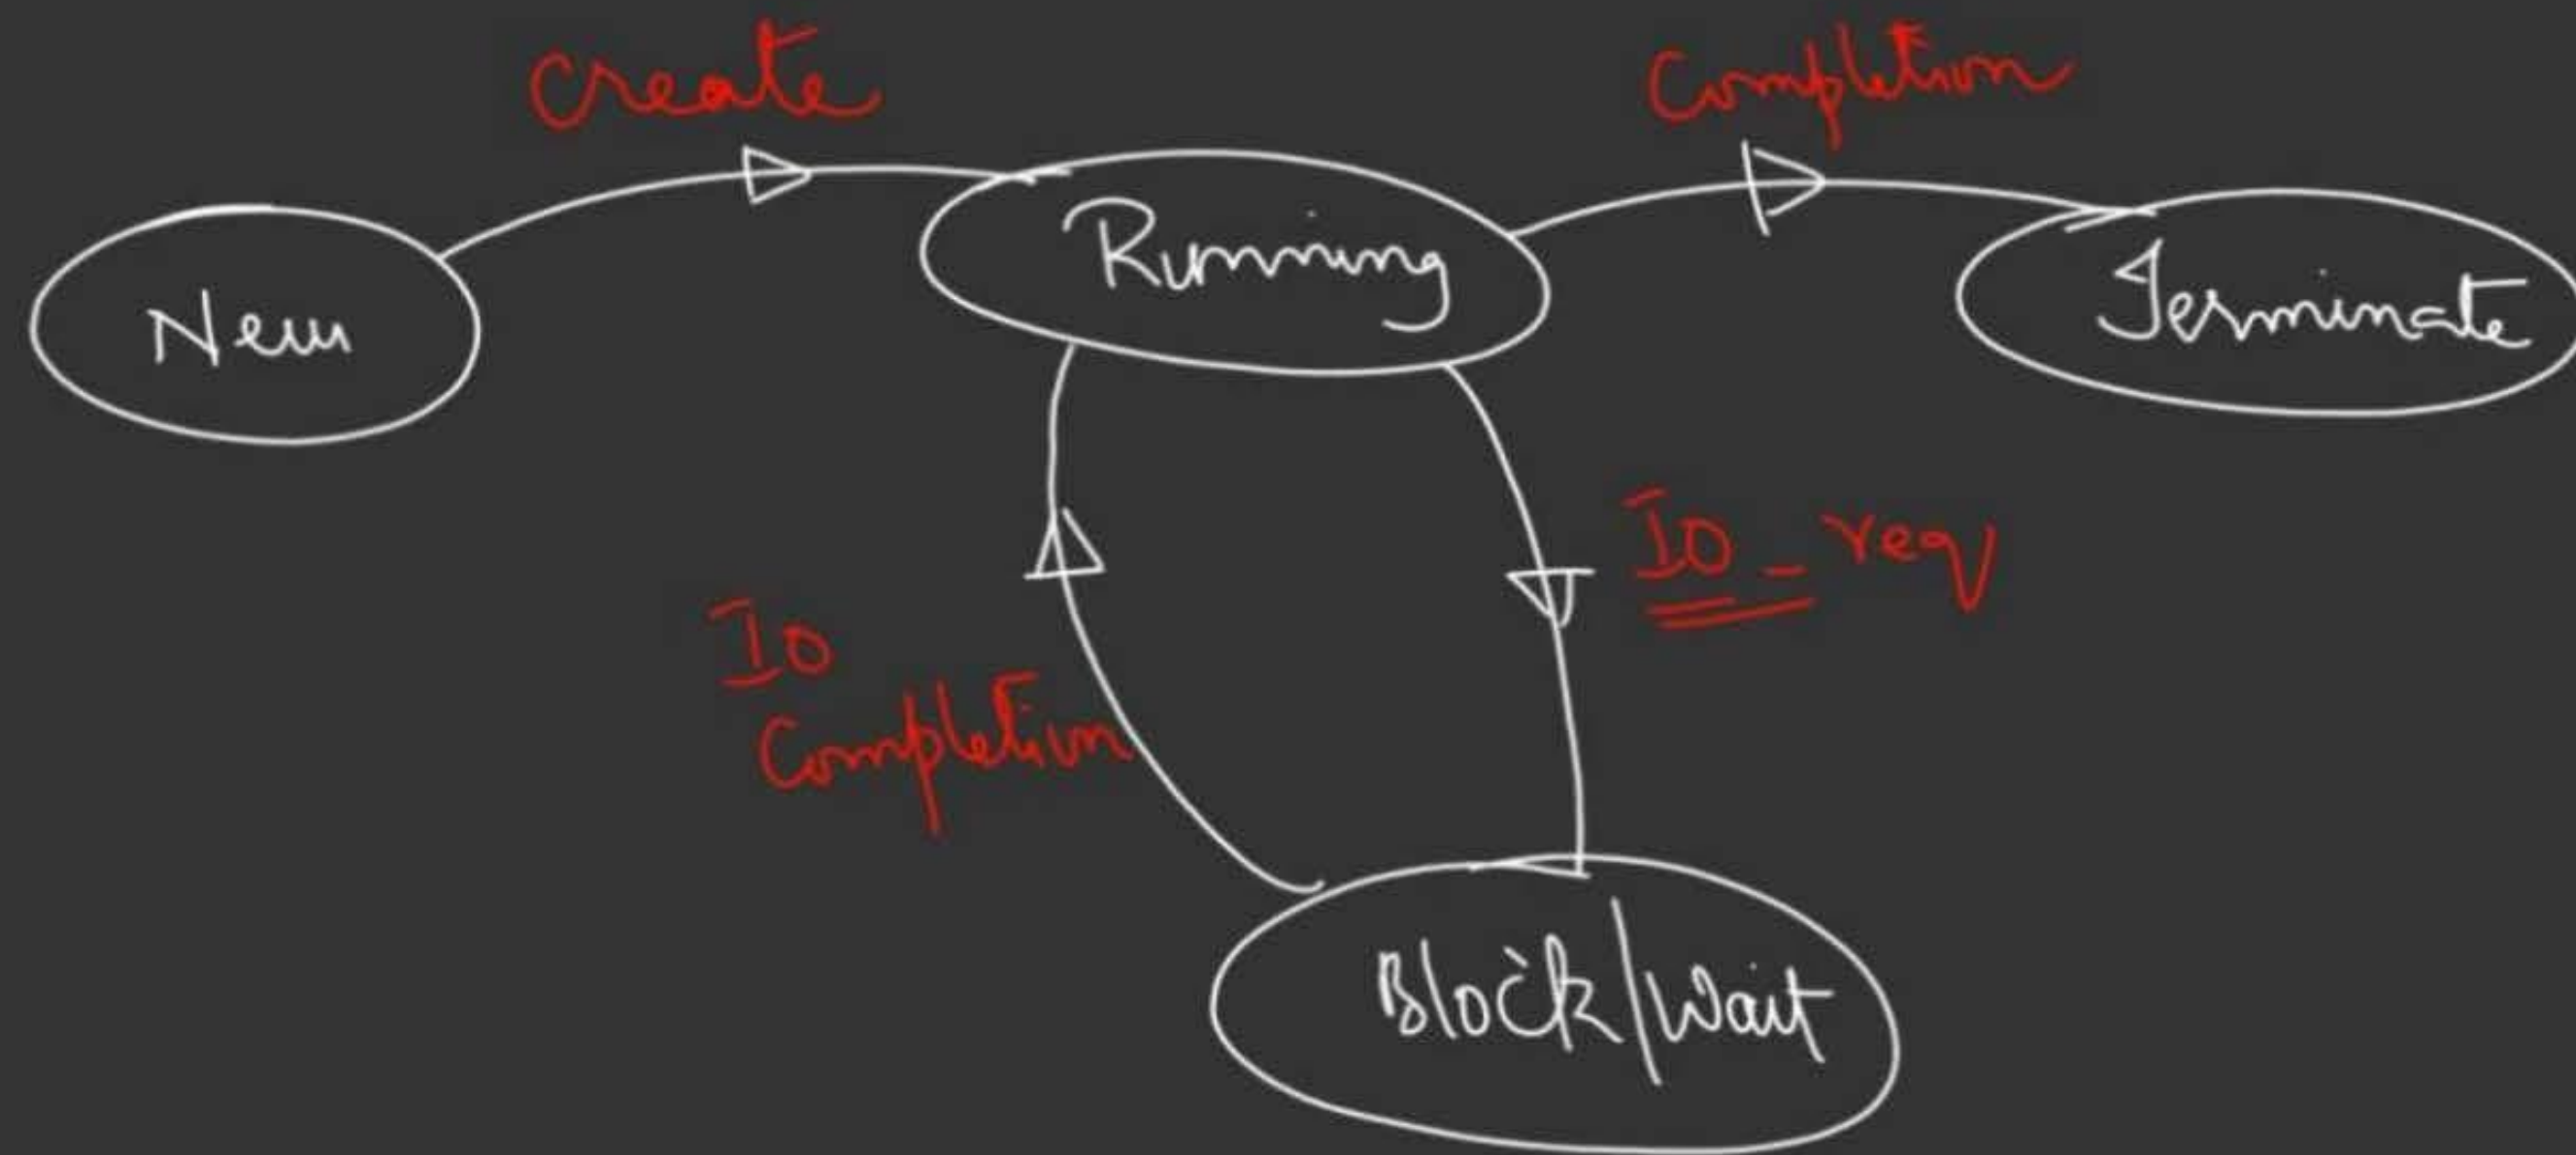 Create
Completion
New
Running
Terminate
IO_req
IO
Completion
Block/Wait